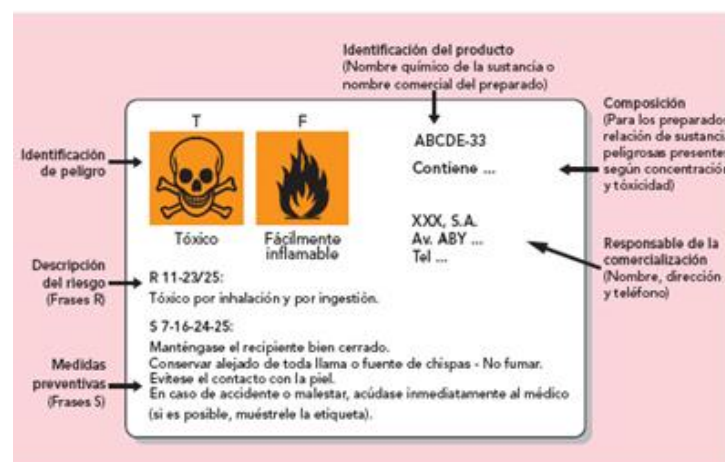 Identificación del producto
(Nombre químico de la sustancia o
nombre comercial del preparado)
Composición
(Para los preparados
relación de sustancia
peligrosas presentes
según concentración
y tóxicidad)
Identificación
de peligro
T
F
Tóxico
Fácilmente
inflamable
ABCDE-33
Contiene ...
XXX, S.A.
Av. ABY ...
Tel ...
Responsable de la
comercialización
(Nombre, dirección
y teléfono)
Descripción
del riesgo
(Frases R)
R 11-23/25:
Tóxico por inhalación y por ingestión.
Medidas
preventivas
(Frases S)
S 7-16-24-25:
Manténgase el recipiente bien cerrado.
Conservar alejado de toda llama o fuente de chispas - No fumar.
Evítese el contacto con la piel.
En caso de accidente o malestar, acúdase inmediatamente al médico
(si es posible, muéstrele la etiqueta).